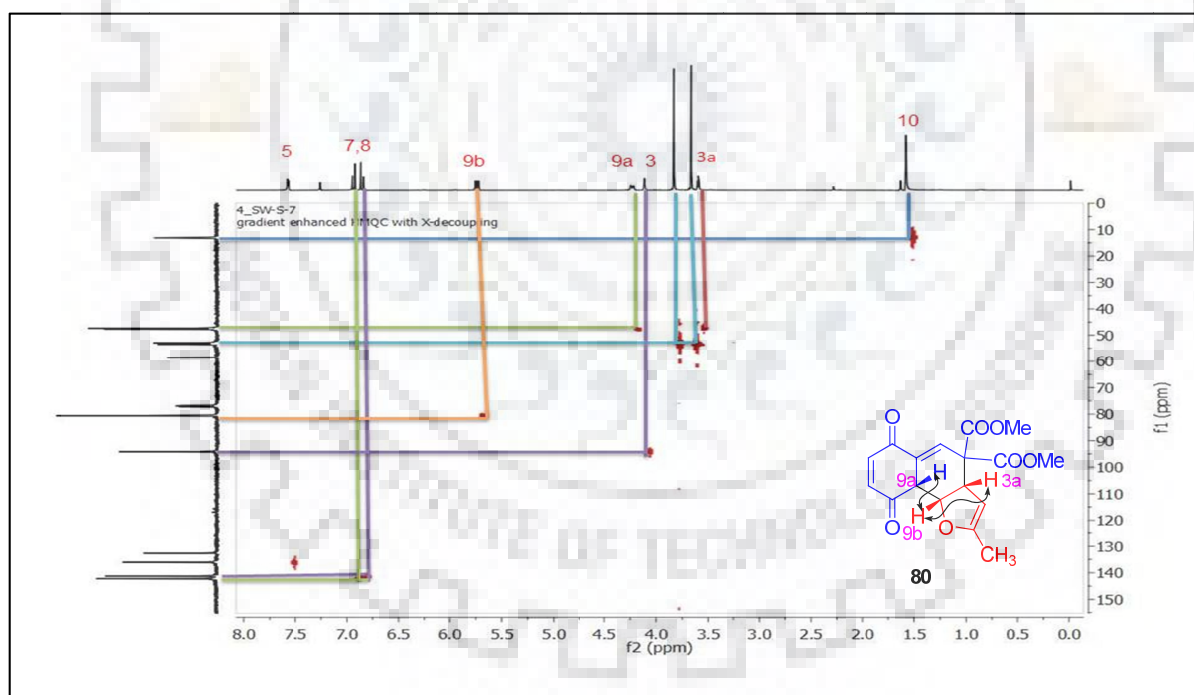 10
5
7,8
9b
9a
3
3a
4_SW-S-7
gradient enhanced HMQC with X-decoupling
0
10
20
30
40
50
60
70
80
90
100
110
120
130
140
150
f1 (ppm)
8.0 7.5 7.0 6.5 6.0 5.5 5.0 4.5 4.0 3.5 3.0 2.5 2.0 1.5 1.0 0.5 0.0
f2 (ppm)
O
COOMe
COOMe
9a
H
H
3a
H
O
9b
O
CH3
80